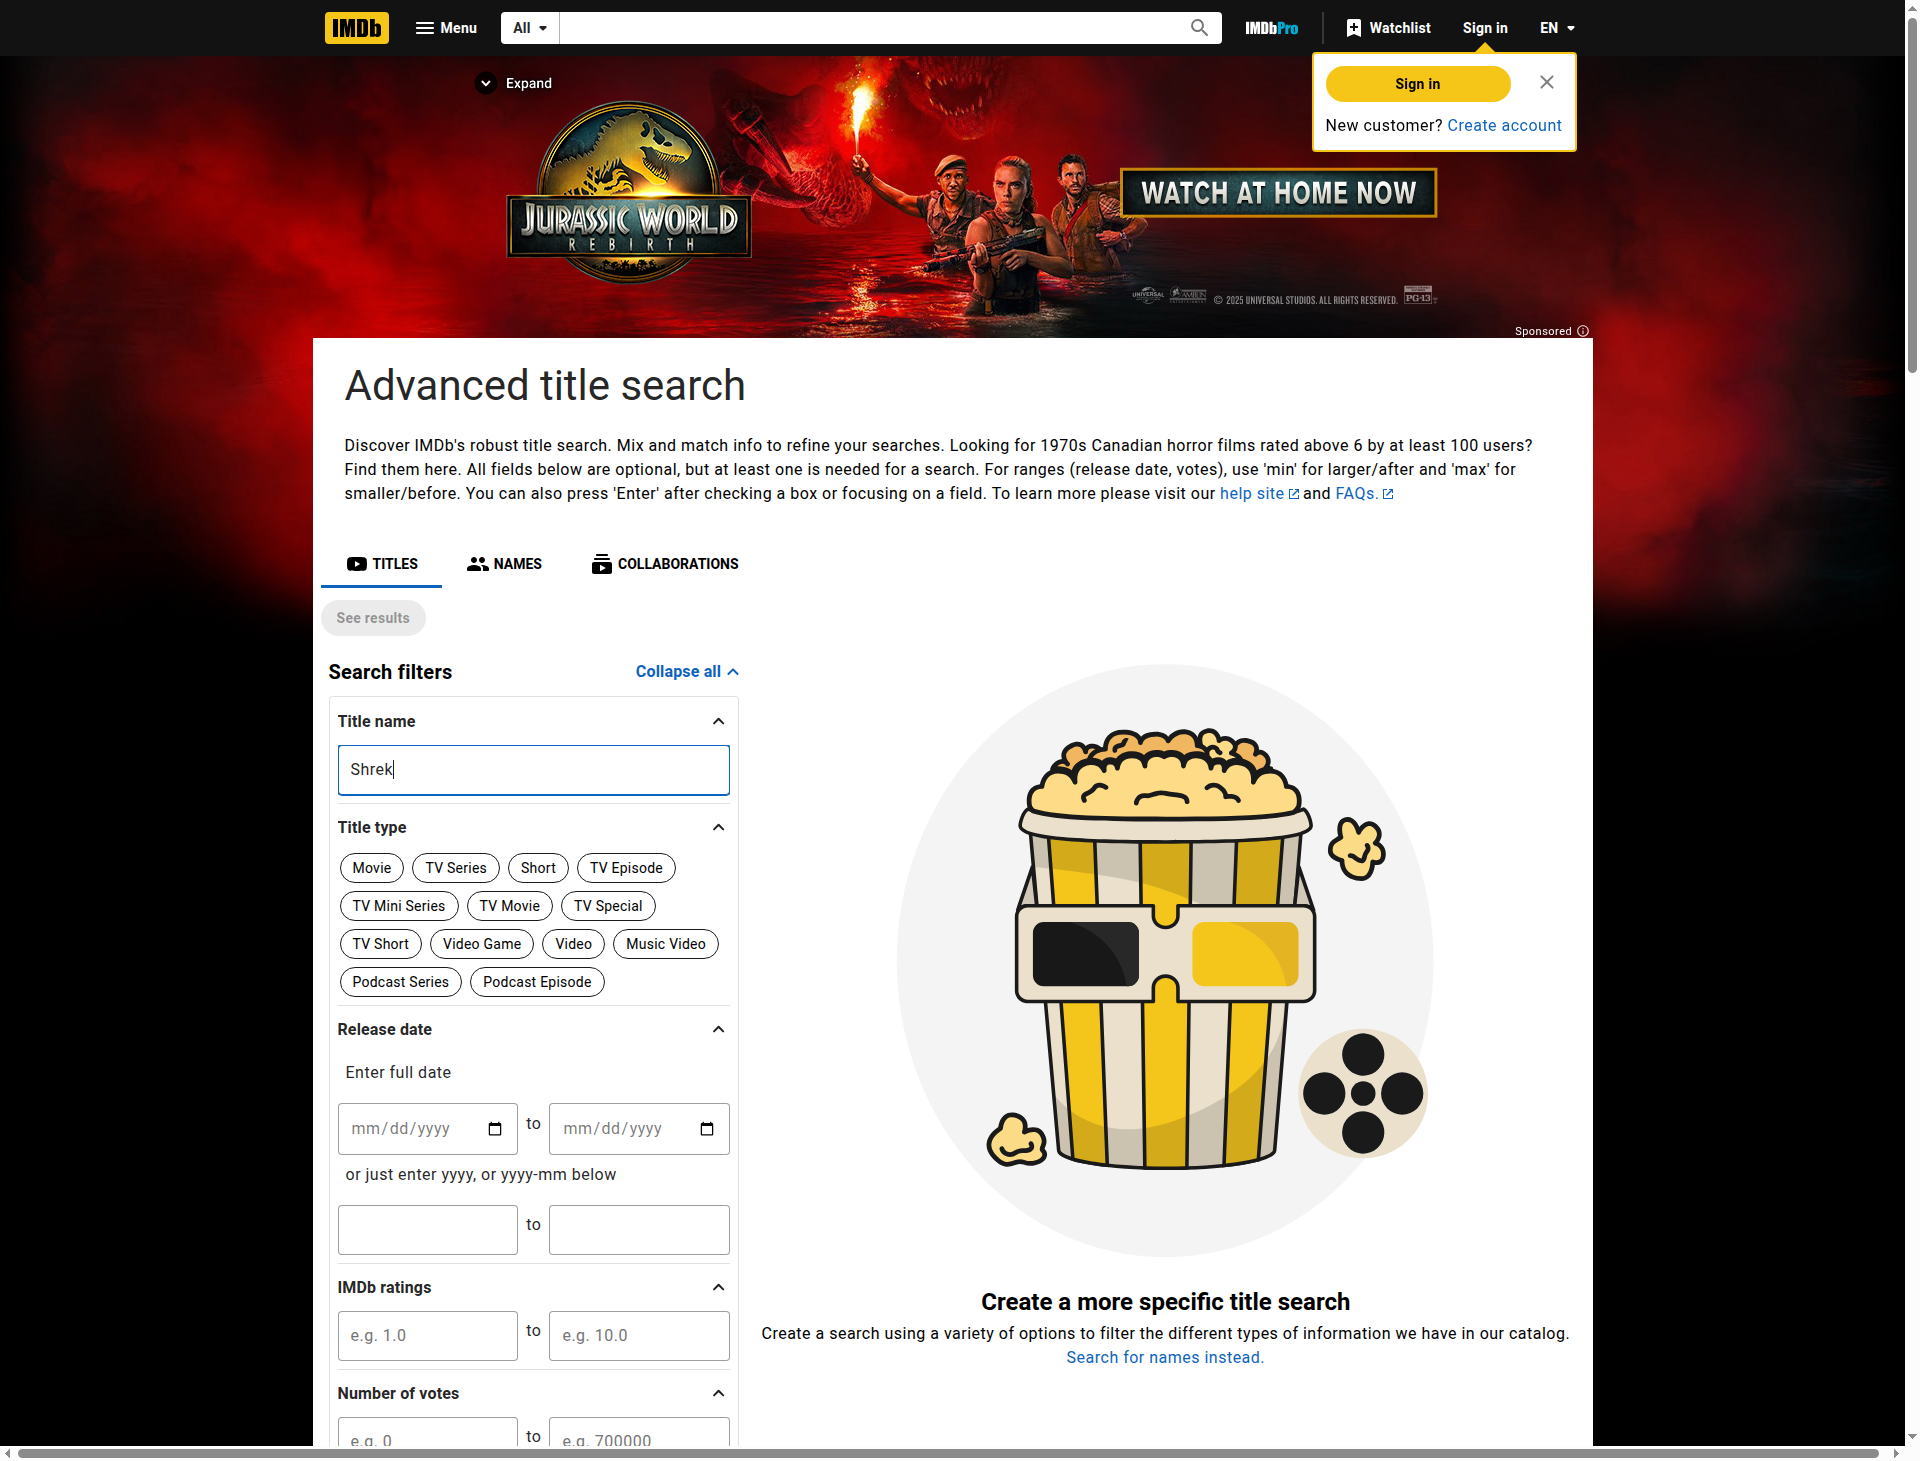 IMDb
Menu
All
IMDbPro
Watchlist
Sign in
EN
Expand
Sign in
New customer? Create account
JURASSIC WORLD
REBIRTH
WATCH AT HOME NOW
UNIVERSAL
AMBLIN
© 2025 UNIVERSAL STUDIOS. ALL RIGHTS RESERVED.
PG-13
Sponsored
Advanced title search
Discover IMDb's robust title search. Mix and match info to refine your searches. Looking for 1970s Canadian horror films rated above 6 by at least 100 users?
Find them here. All fields below are optional, but at least one is needed for a search. For ranges (release date, votes), use 'min' for larger/after and 'max' for
smaller/before. You can also press 'Enter' after checking a box or focusing on a field. To learn more please visit our help site and FAQs.
TITLES
NAMES
COLLABORATIONS
See results
Search filters
Collapse all
Title name
Shrek
Title type
Movie
TV Series
Short
TV Episode
TV Mini Series
TV Movie
TV Special
TV Short
Video Game
Video
Music Video
Podcast Series
Podcast Episode
Release date
Enter full date
mm/dd/yyyy
to
mm/dd/yyyy
or just enter yyyy, or yyyy-mm below
to
IMDb ratings
e.g. 1.0
to
e.g. 10.0
Number of votes
e.g. 0
to
e.g. 700000
Create a more specific title search
Create a search using a variety of options to filter the different types of information we have in our catalog.
Search for names instead.